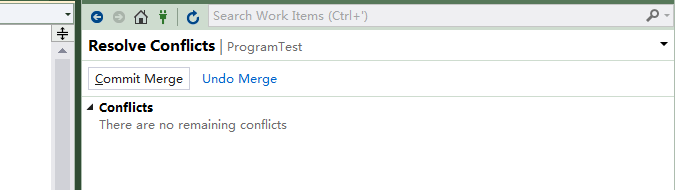 Search Work Items (Ctrl+')
Resolve Conflicts | ProgramTest
Commit Merge Undo Merge
Conflicts
There are no remaining conflicts